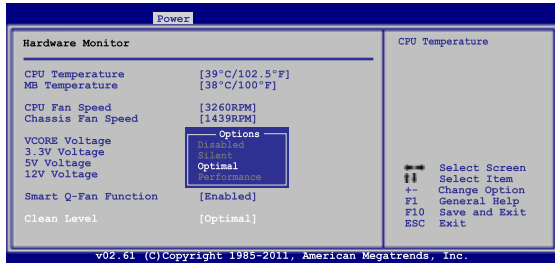 Power
Hardware Monitor
CPU Temperature [39°C/102.5°F]
MB Temperature [38°C/100°F]
CPU Fan Speed [3260RPM]
Chassis Fan Speed [1439RPM]
VCORE Voltage
3.3V Voltage
5V Voltage
12V Voltage
Options
Disabled
Silent
Optimal
Performance
Smart Q-Fan Function [Enabled]
Clean Level [Optimal]
CPU Temperature
Select Screen
Select Item
+- Change Option
F1 General Help
F10 Save and Exit
ESC Exit
v02.61 (C)Copyright 1985-2011, American Megatrends, Inc.